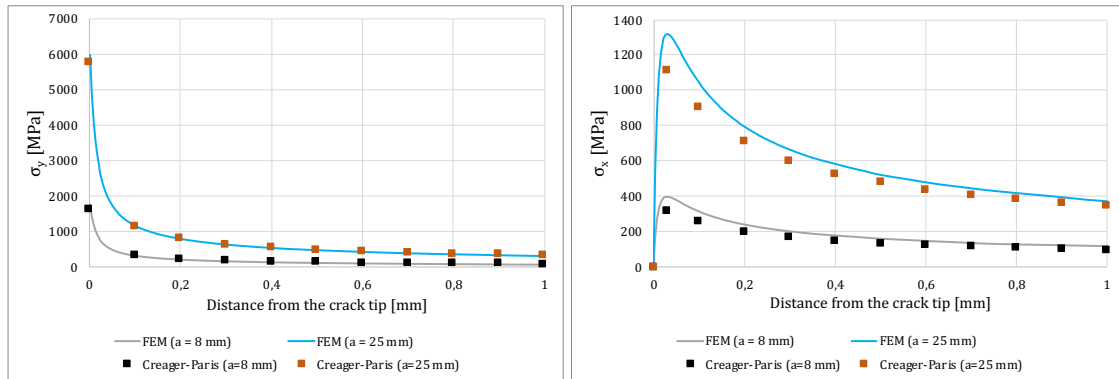 7000
6000
5000
4000
3000
2000
1000
0
σy [MPa]
0 0,2 0,4 0,6 0,8 1
Distance from the crack tip [mm]
FEM (a = 8 mm) FEM (a = 25 mm)
Creager-Paris (a=8 mm) Creager-Paris (a=25 mm)
1400
1200
1000
800
600
400
200
0
σx [MPa]
0 0,2 0,4 0,6 0,8 1
Distance from the crack tip [mm]
FEM (a = 8 mm) FEM (a = 25 mm)
Creager-Paris (a=8 mm) Creager-Paris (a=25 mm)